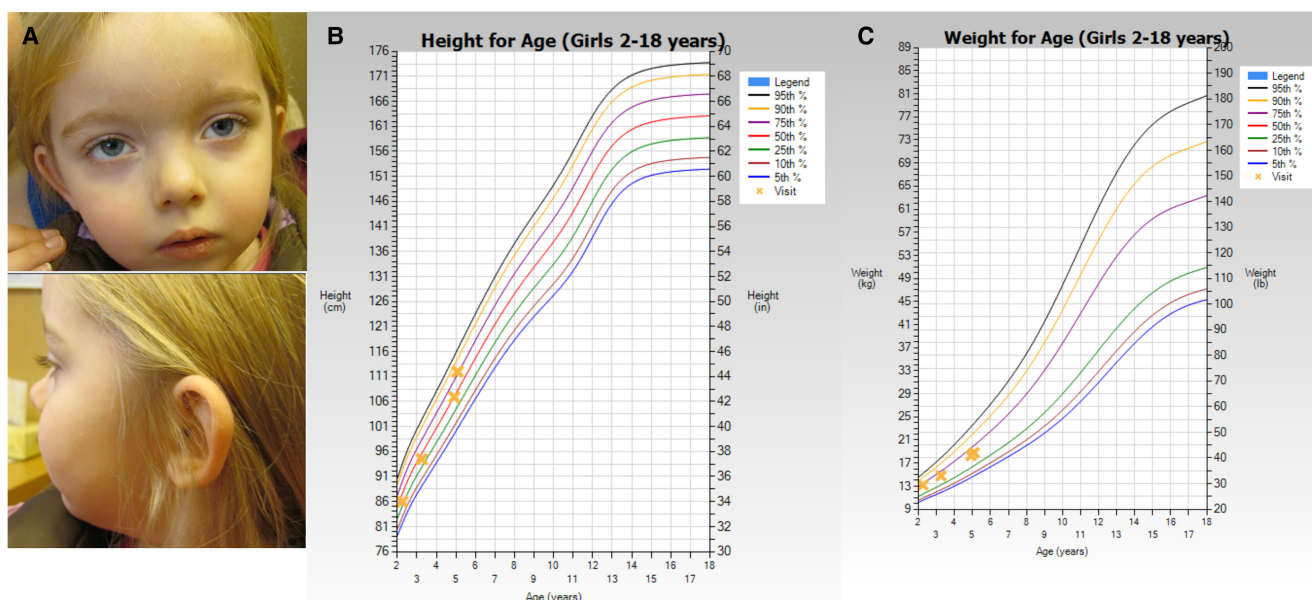 A
B
Height for Age (Girls 2-18 years)
176
171
166
161
156
151
146
141
136
131
126
121
116
111
106
101
96
91
86
81
76
Height
(cm)
70
68
66
64
62
60
58
56
54
52
50
48
46
44
42
40
38
36
34
32
30
Height
(in)
2 4 6 8 10 12 14 16 18
3 5 7 9 11 13 15 17
Age (years)
Legend
95th %
90th %
75th %
50th %
25th %
10th %
5th %
Visit
C
Weight for Age (Girls 2-18 years)
89
85
81
77
73
69
65
61
57
53
49
45
41
37
33
29
25
21
17
13
9
Weight
(kg)
200
190
180
170
160
150
140
130
120
110
100
90
80
70
60
50
40
30
20
Weight
(lb)
2 4 6 8 10 12 14 16 18
3 5 7 9 11 13 15 17
Age (years)
Legend
95th %
90th %
75th %
50th %
25th %
10th %
5th %
Visit